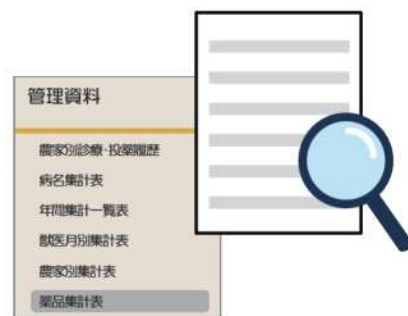 管理資料
農家別診療・投薬履歴
病名集計表
年間集計一覧表
獣医月別集計表
農家別集計表
薬品集計表